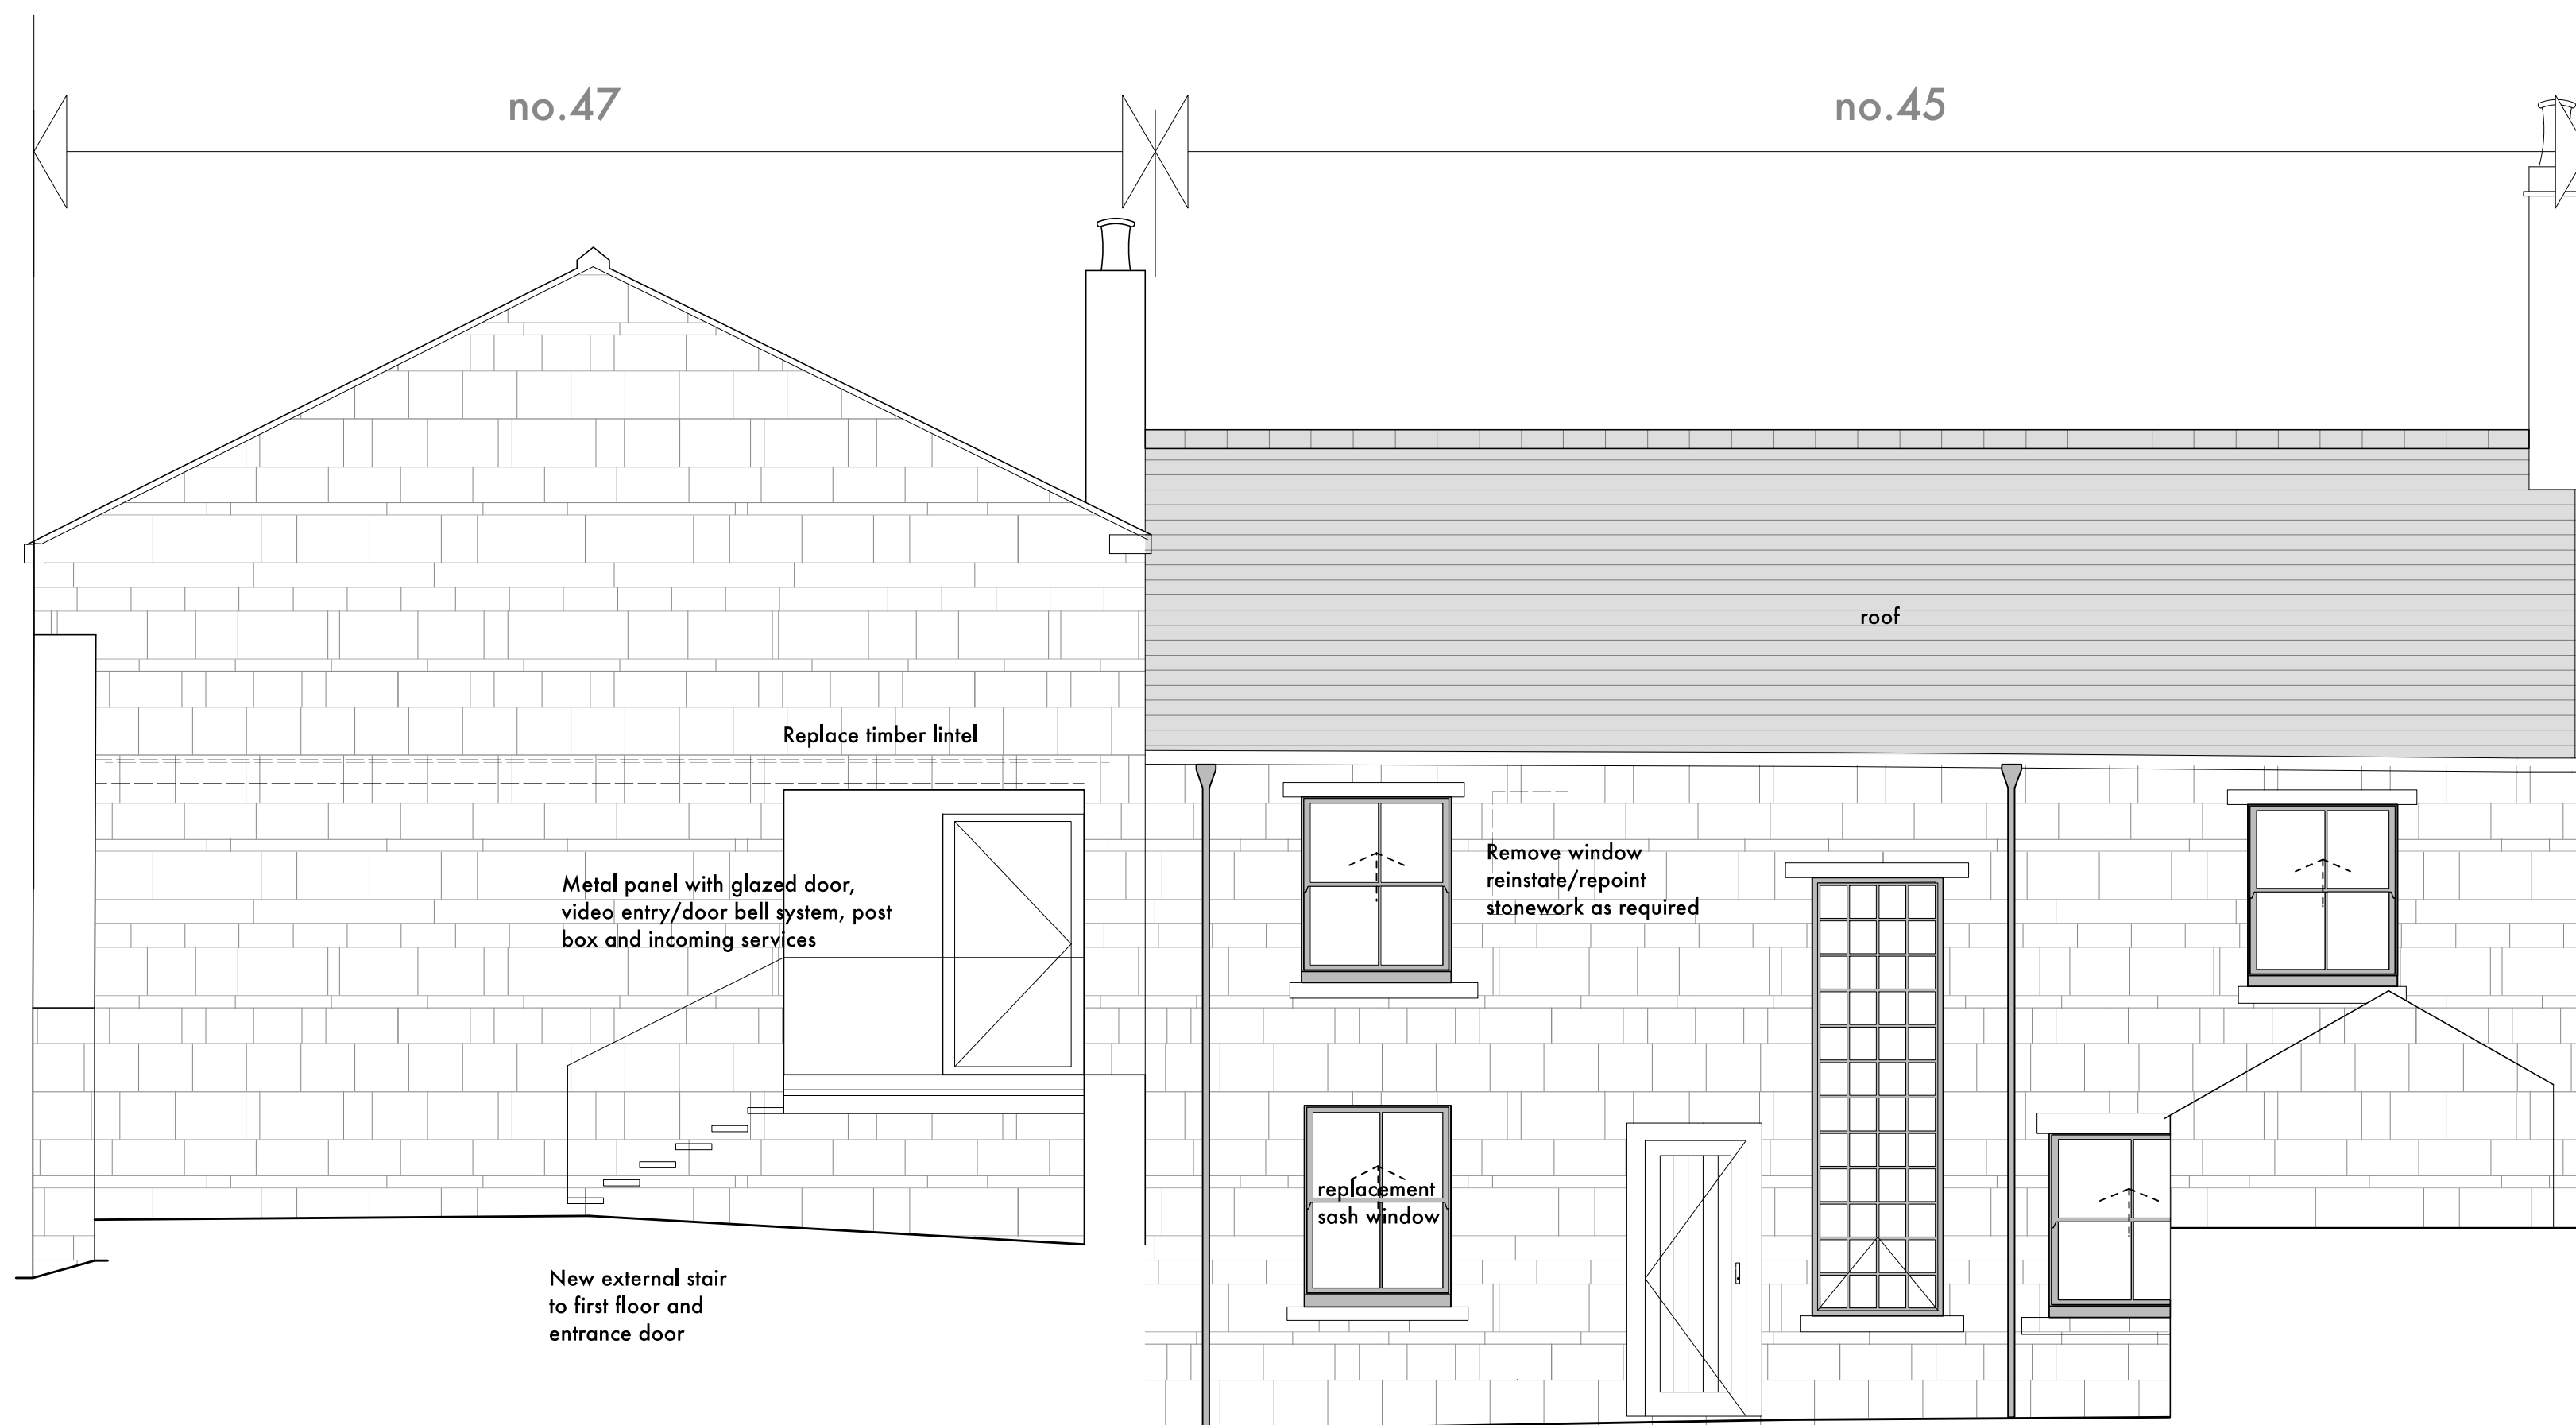 no.47
no.45
roof
Replace timber lintel
Metal panel with glazed door,
video entry/door bell system, post
box and incoming services
Remove window
reinstate/repoint
stonework as required
replacement
sash window
New external stair
to first floor and
entrance door